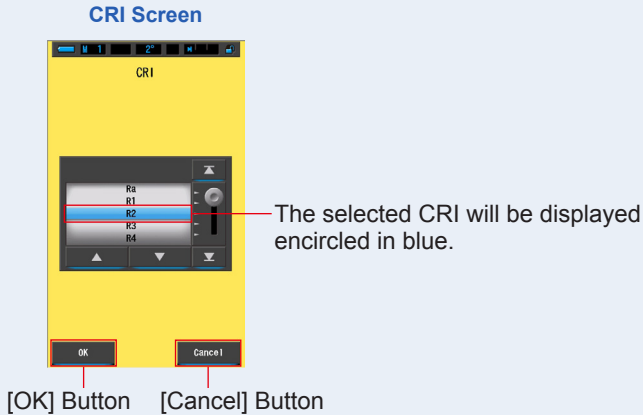 CRI Screen
M 1 2°
CRI
Ra
R1
R2
R3
R4
The selected CRI will be displayed
encircled in blue.
OK Cancel
[OK] Button [Cancel] Button